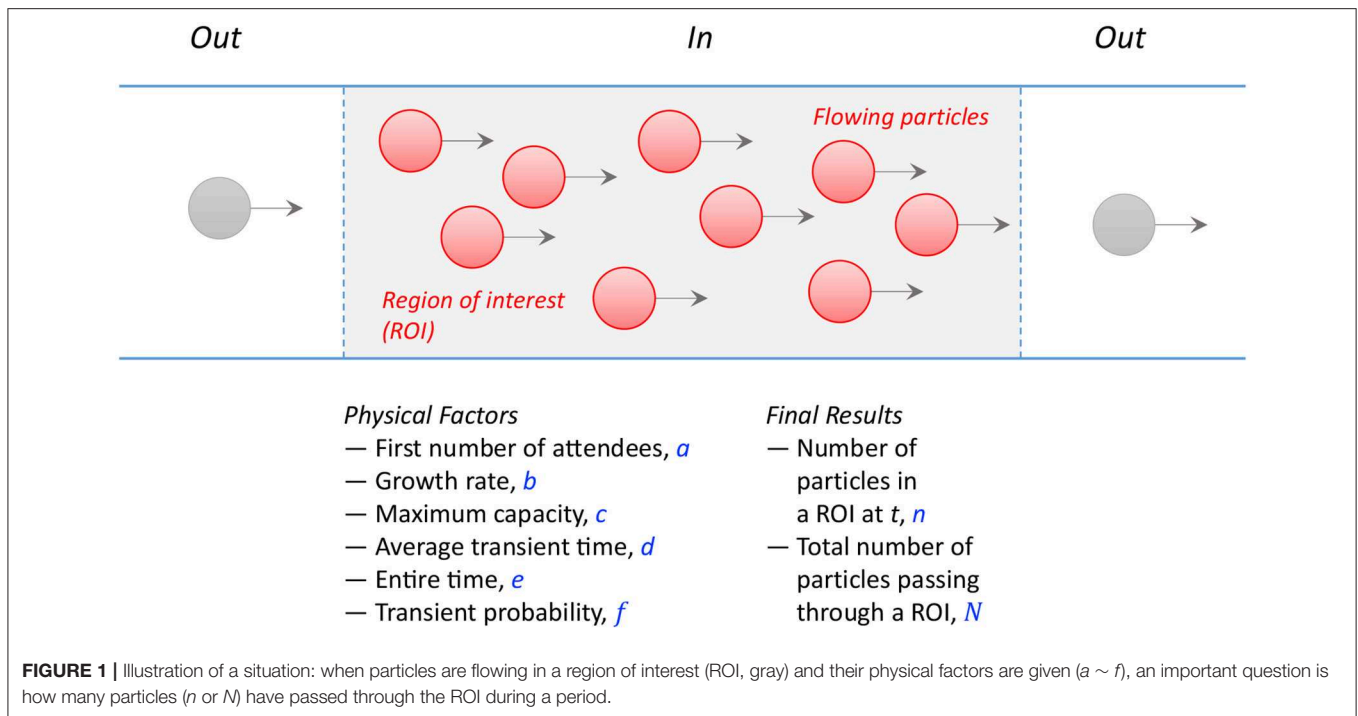 Out
In
Out
Flowing particles
Region of interest
(ROI)
Physical Factors
— First number of attendees, a
— Growth rate, b
— Maximum capacity, c
— Average transient time, d
— Entire time, e
— Transient probability, f
Final Results
— Number of
particles in
a ROI at t, n
— Total number of
particles passing
through a ROI, N
FIGURE 1 | Illustration of a situation: when particles are flowing in a region of interest (ROI, gray) and their physical factors are given (a ~ f), an important question is
how many particles (n or N) have passed through the ROI during a period.